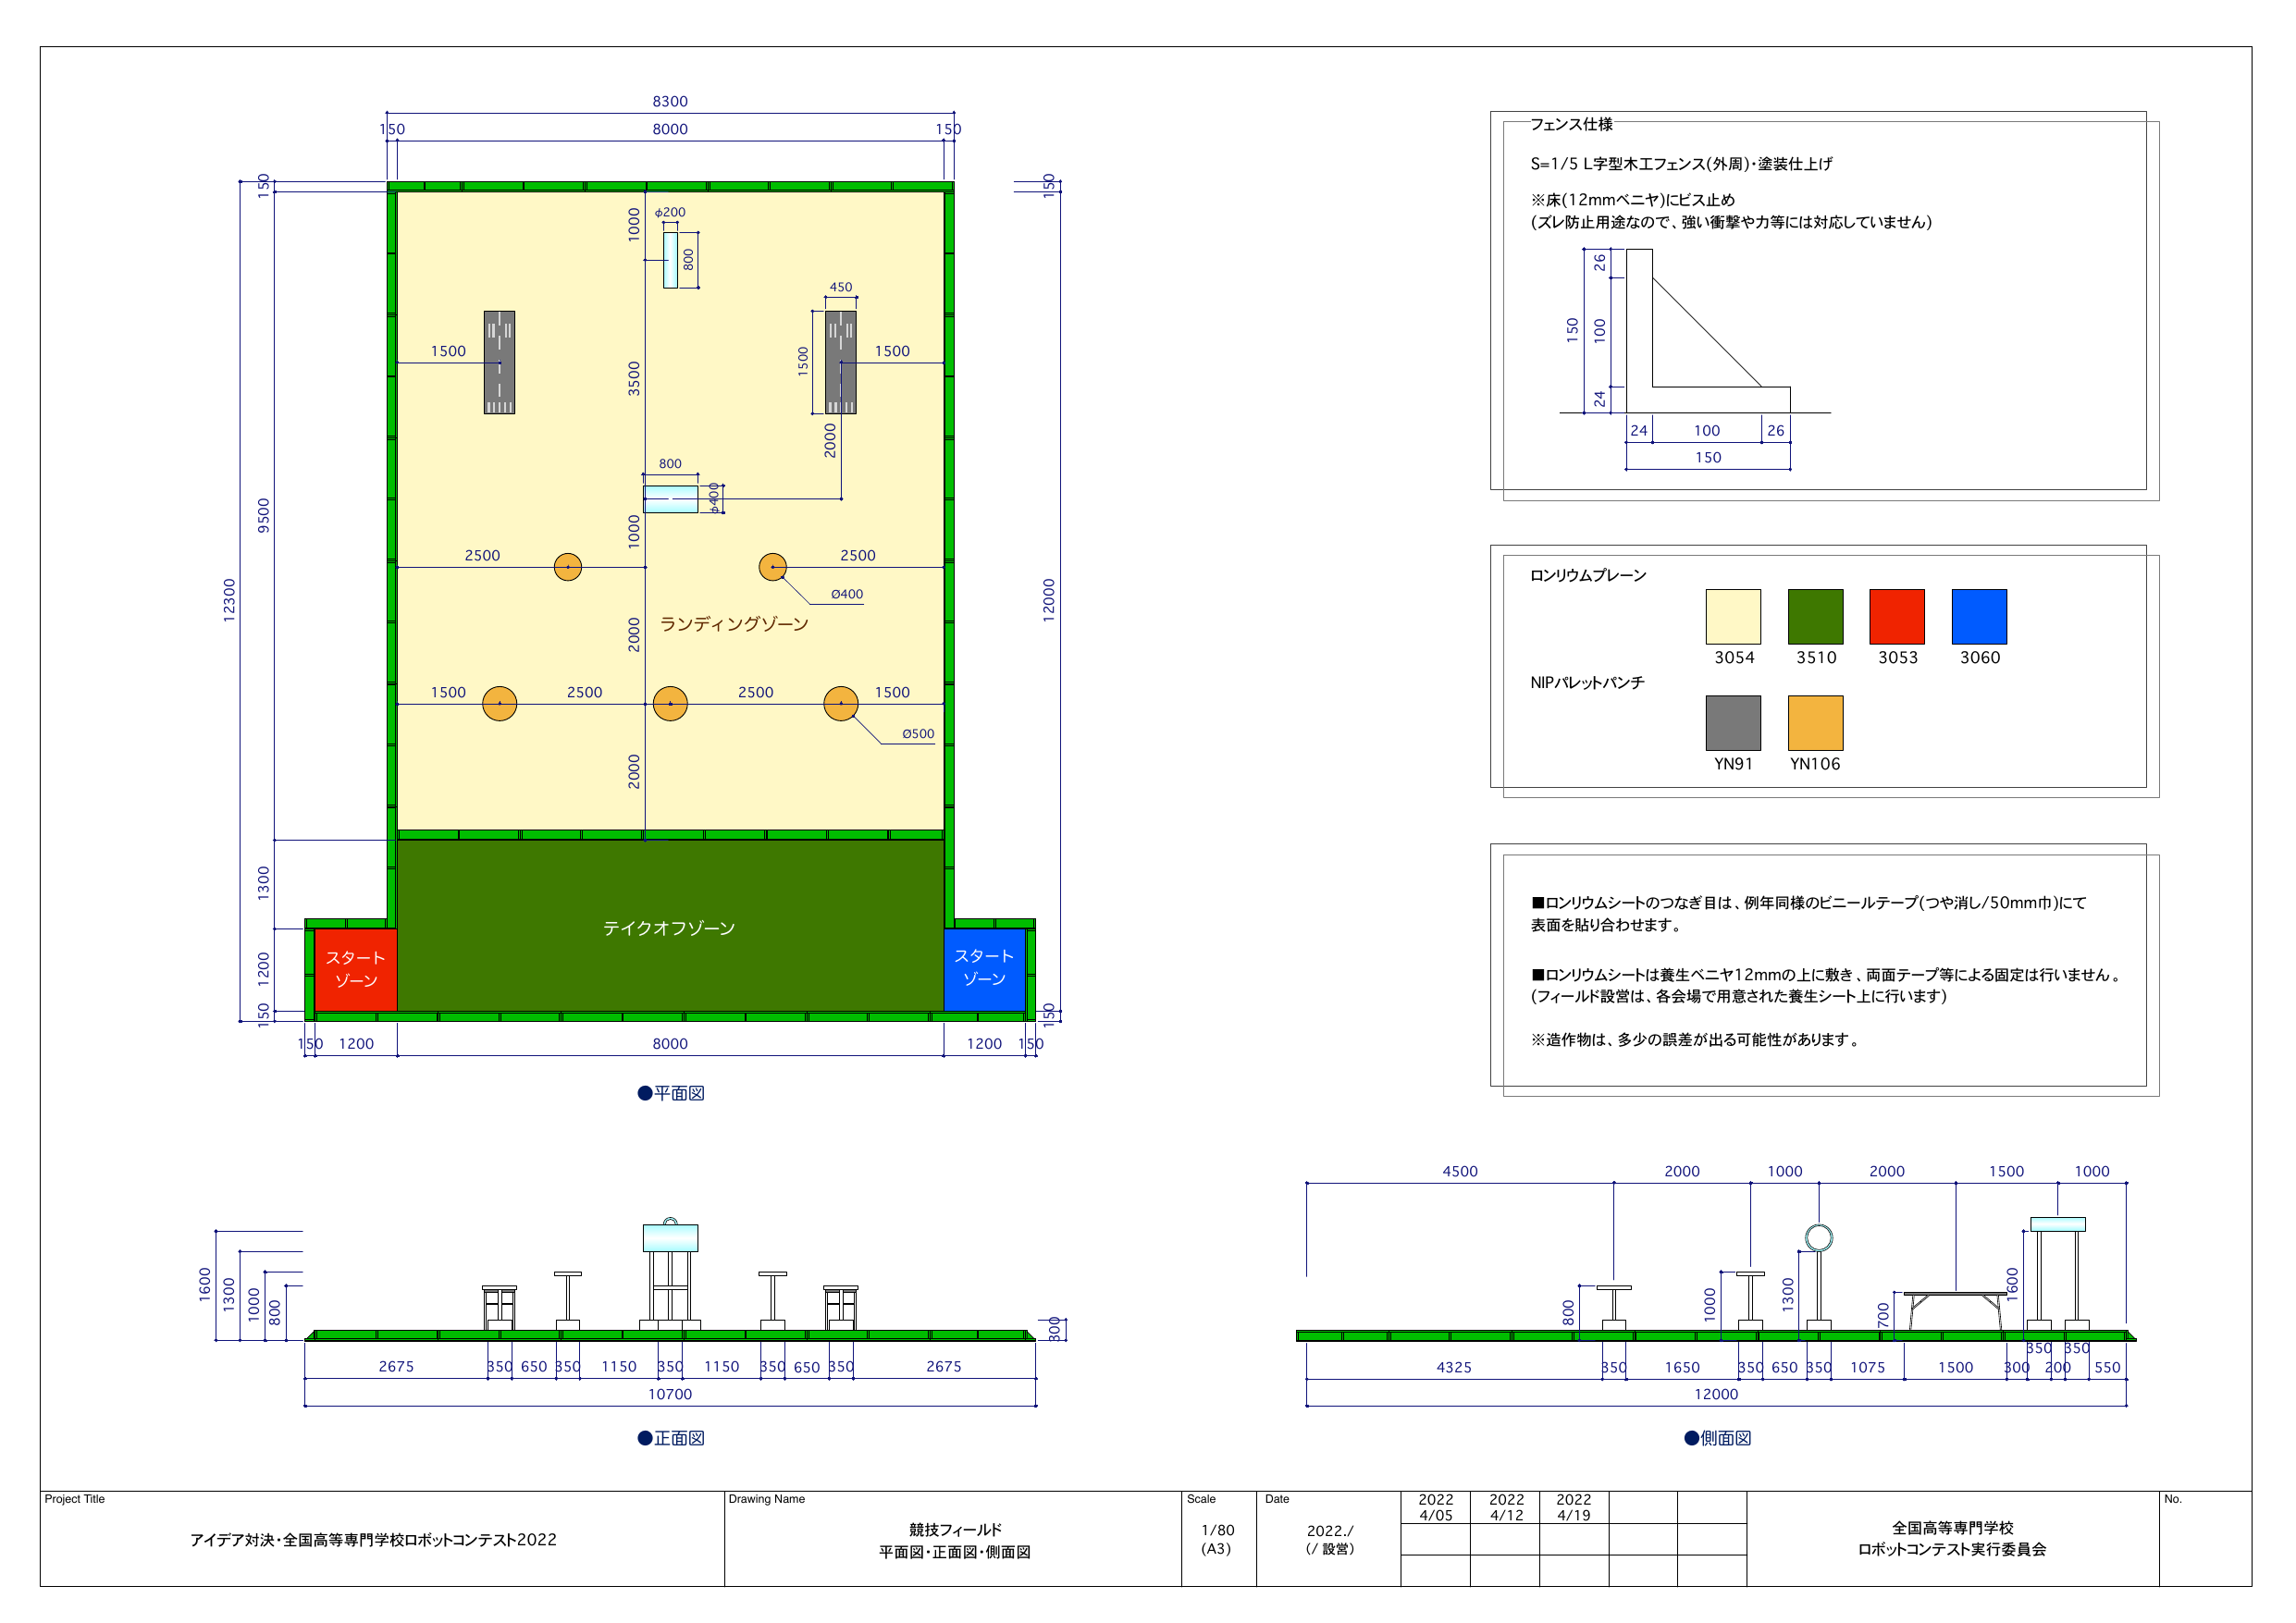 8300
150 8000 150
150
150
1000
φ200
800
450
1500
1500
1500
3500
2000
800
φ400
9500
1000
2500
2500
12300
12000
Ø400
ランディングゾーン
2000
1500 2500 2500 1500
Ø500
2000
1300
テイクオフゾーン
スタート
ゾーン
スタート
ゾーン
1200
150
150
150 1200 8000 1200 150
●平面図
フェンス仕様
S=1/5 L字型木工フェンス(外周)・塗装仕上げ
※床(12mmベニヤ)にビス止め
(ズレ防止用途なので、強い衝撃や力等には対応していません)
26
150
100
24
24 100 26
150
ロンリウムプレーン
3054 3510 3053 3060
NIPパレットパンチ
YN91 YN106
■ロンリウムシートのつなぎ目は、例年同様のビニールテープ(つや消し/50mm巾)にて
表面を貼り合わせます。
■ロンリウムシートは養生ベニヤ12mmの上に敷き、両面テープ等による固定は行いません。
(フィールド設営は、各会場で用意された養生シート上に行います)
※造作物は、多少の誤差が出る可能性があります。
1600
1300
1000
800
300
2675 350 650 350 1150 350 1150 350 650 350 2675
10700
●正面図
4500 2000 1000 2000 1500 1000
800
1000
1300
700
1600
350 350
4325 350 1650 350 650 350 1075 1500 300 200 550
12000
●側面図
Project Title
アイデア対決・全国高等専門学校ロボットコンテスト2022
Drawing Name
競技フィールド
平面図・正面図・側面図
Scale
1/80
(A3)
Date
2022./
(/ 設営)
2022
4/05
2022
4/12
2022
4/19
全国高等専門学校
ロボットコンテスト実行委員会
No.